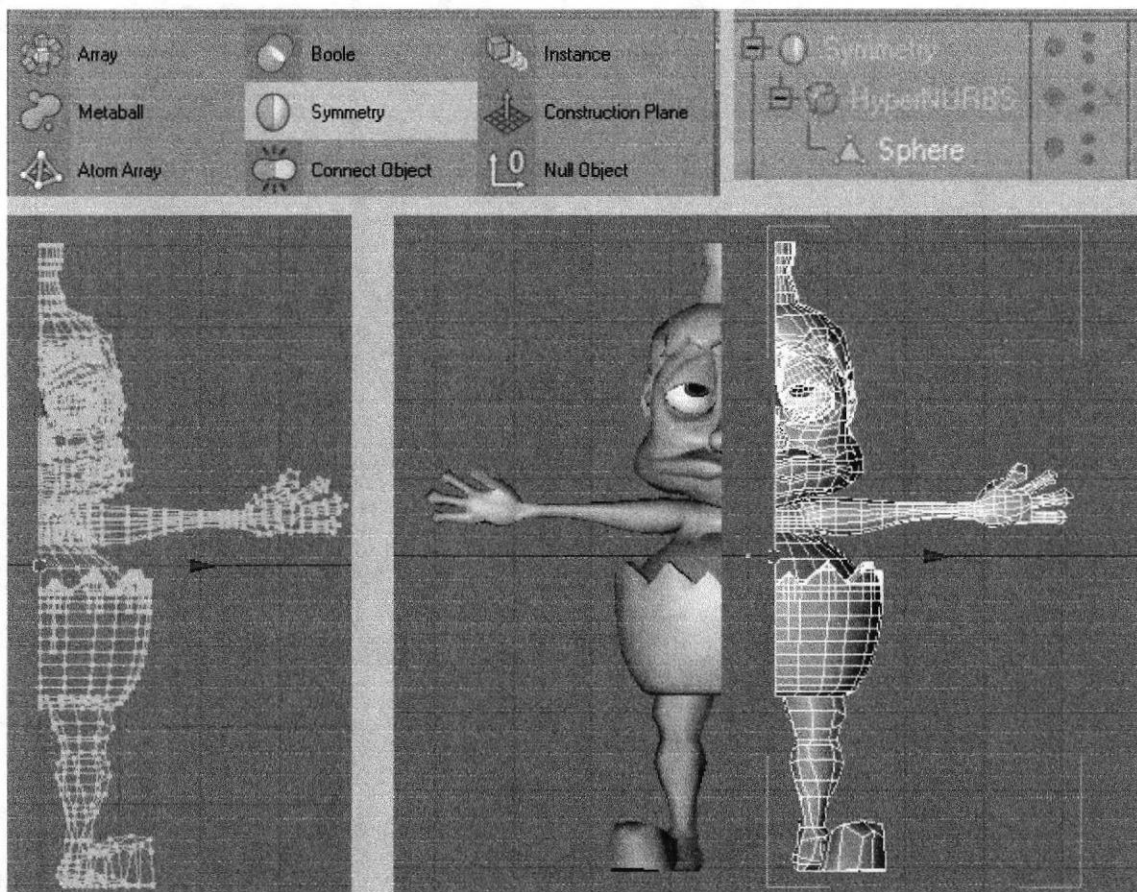 Array Boole Instance
Metaball Symmetry Construction Plane
Atom Array Connect Object Null Object
Symmetry
HyperNURBS
Sphere